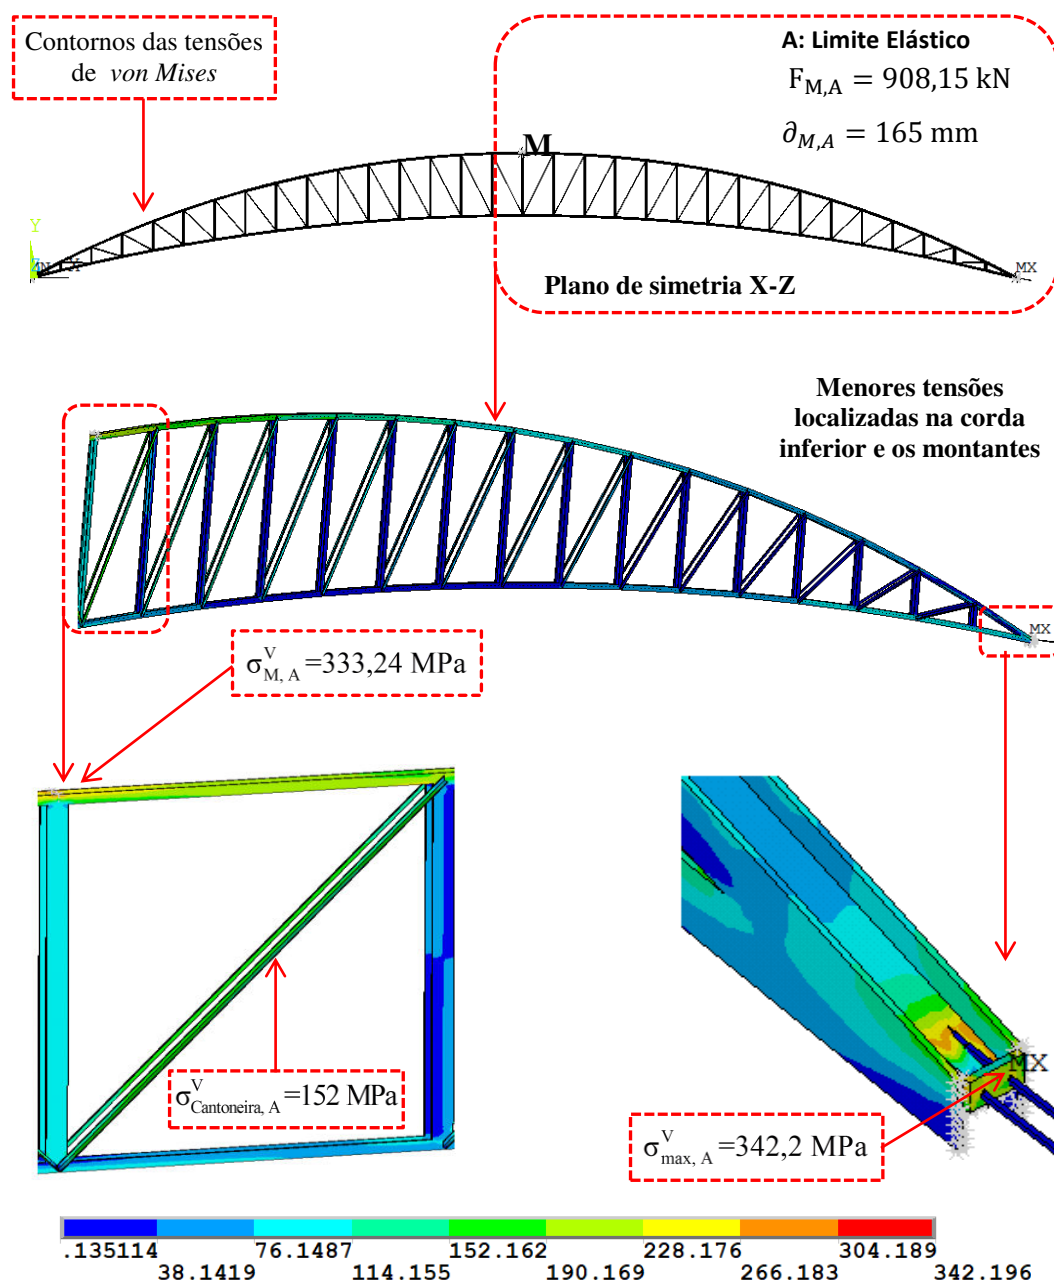 Contornos das tensões
de von Mises
A: Limite Elástico
F_M,A = 908,15 kN
∂_M,A = 165 mm
M
Y
Z
X
MX
Plano de simetria X-Z
Menores tensões
localizadas na corda
inferior e os montantes
MX
σ^V_M, A =333,24 MPa
σ^V_Cantoneira, A =152 MPa
MX
σ^V_max, A =342,2 MPa
.135114 76.1487 152.162 228.176 304.189
38.1419 114.155 190.169 266.183 342.196